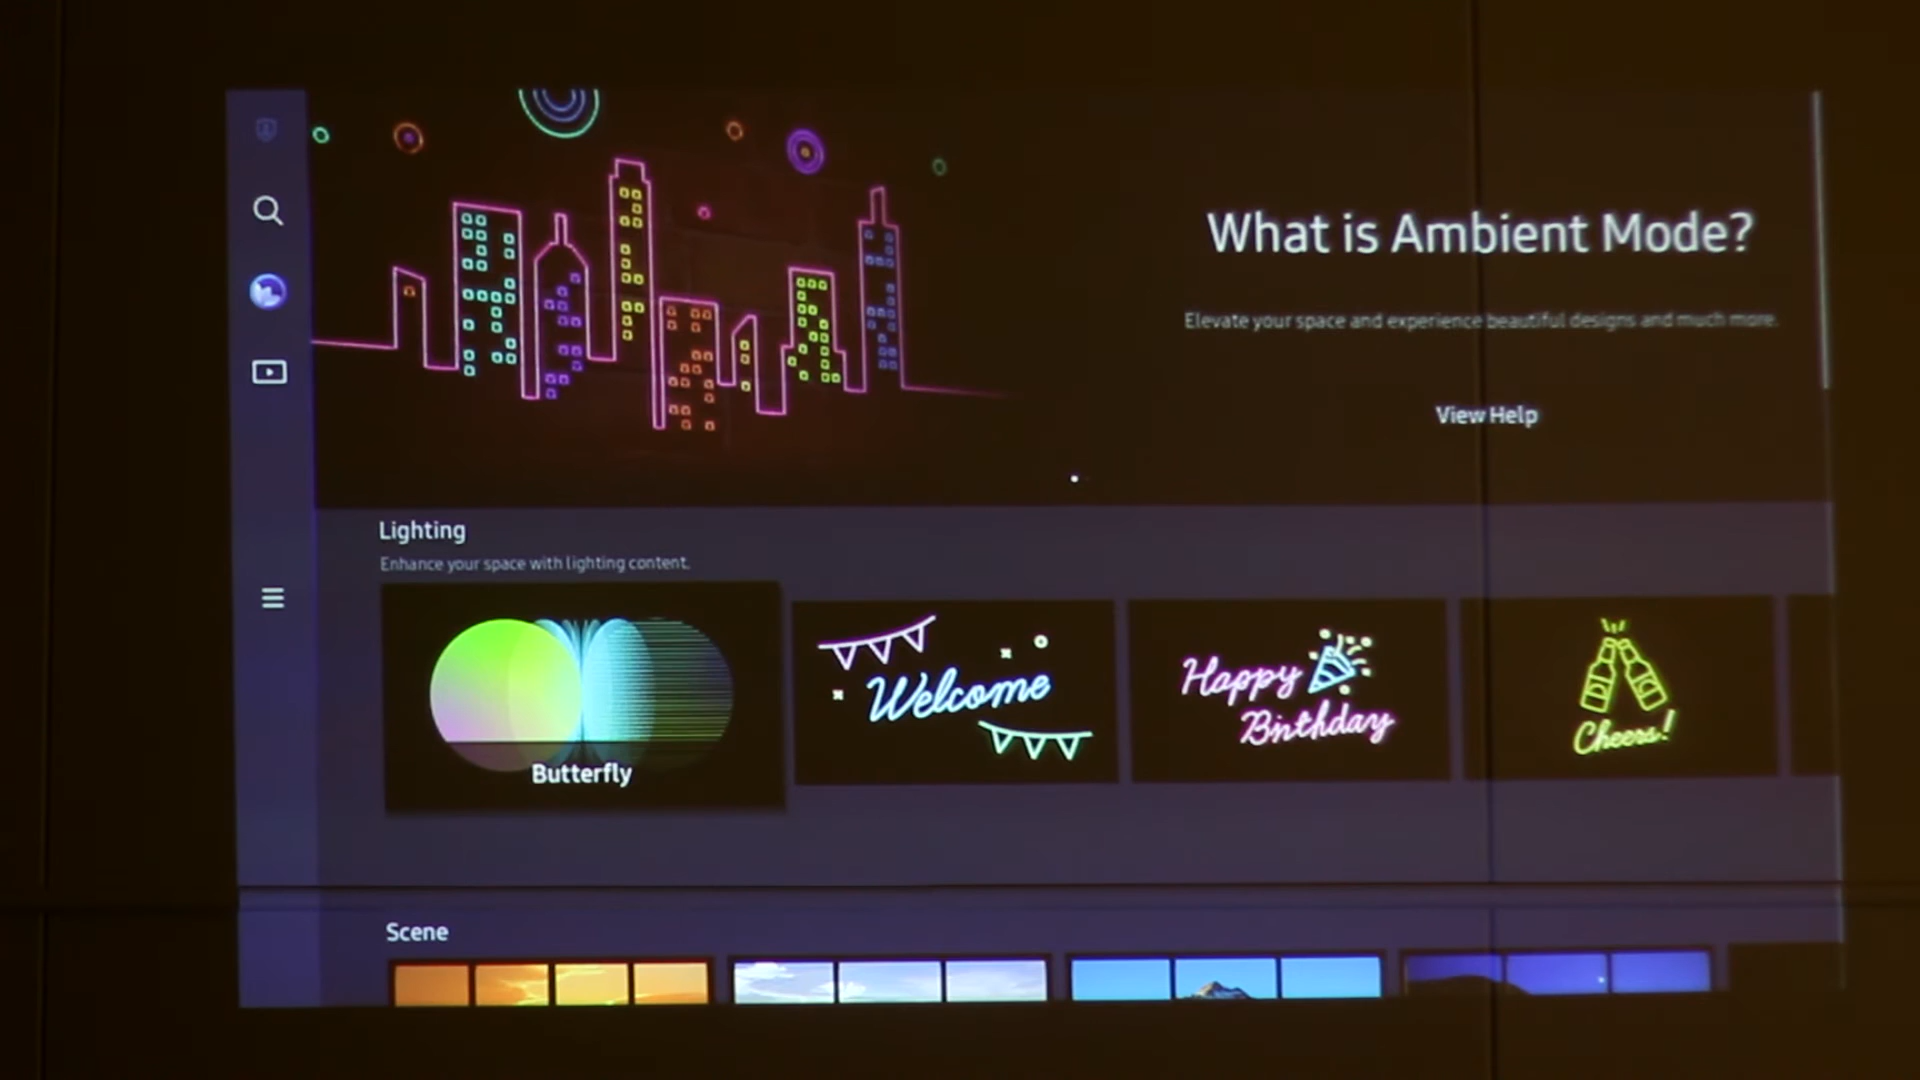 What is Ambient Mode?
Elevate your space and experience beautiful designs and much more.
View Help
Lighting
Enhance your space with lighting content.
Butterfly
Welcome
Happy
Birthday
Cheers!
Scene